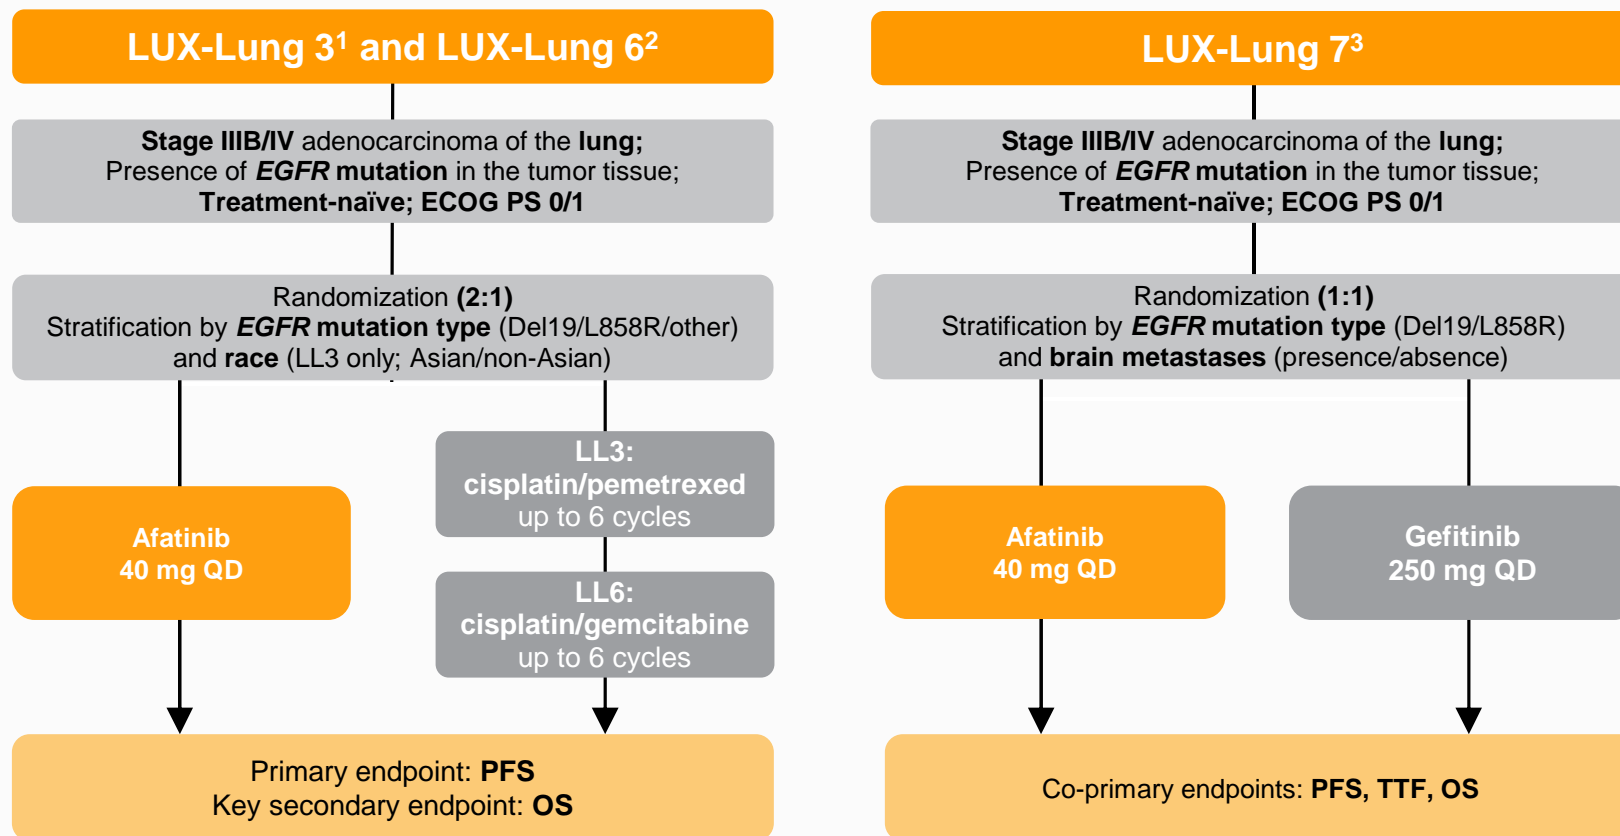 LUX-Lung 3¹ and LUX-Lung 6²
Stage IIIB/IV adenocarcinoma of the lung;
Presence of EGFR mutation in the tumor tissue;
Treatment-naïve; ECOG PS 0/1
Randomization (2:1)
Stratification by EGFR mutation type (Del19/L858R/other)
and race (LL3 only; Asian/non-Asian)
Afatinib
40 mg QD
LL3:
cisplatin/pemetrexed
up to 6 cycles
LL6:
cisplatin/gemcitabine
up to 6 cycles
Primary endpoint: PFS
Key secondary endpoint: OS
LUX-Lung 7³
Stage IIIB/IV adenocarcinoma of the lung;
Presence of EGFR mutation in the tumor tissue;
Treatment-naïve; ECOG PS 0/1
Randomization (1:1)
Stratification by EGFR mutation type (Del19/L858R)
and brain metastases (presence/absence)
Afatinib
40 mg QD
Gefitinib
250 mg QD
Co-primary endpoints: PFS, TTF, OS